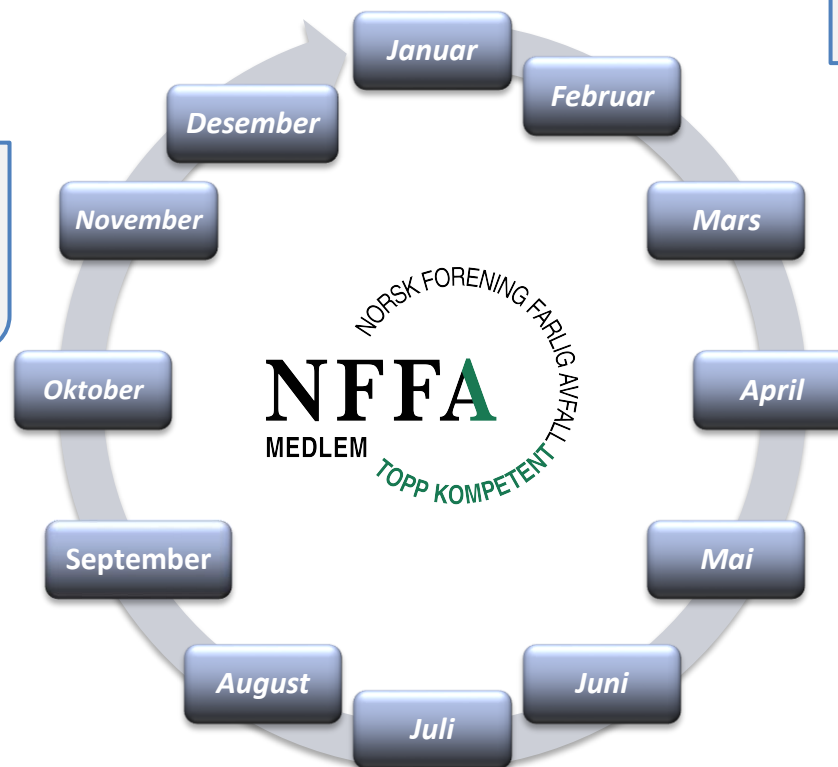 Januar
Februar
Mars
April
Mai
Juni
Juli
August
September
Oktober
November
Desember
NORSK FORENING FARLIG AVFALL
NFFA
MEDLEM
TOPP KOMPETENT